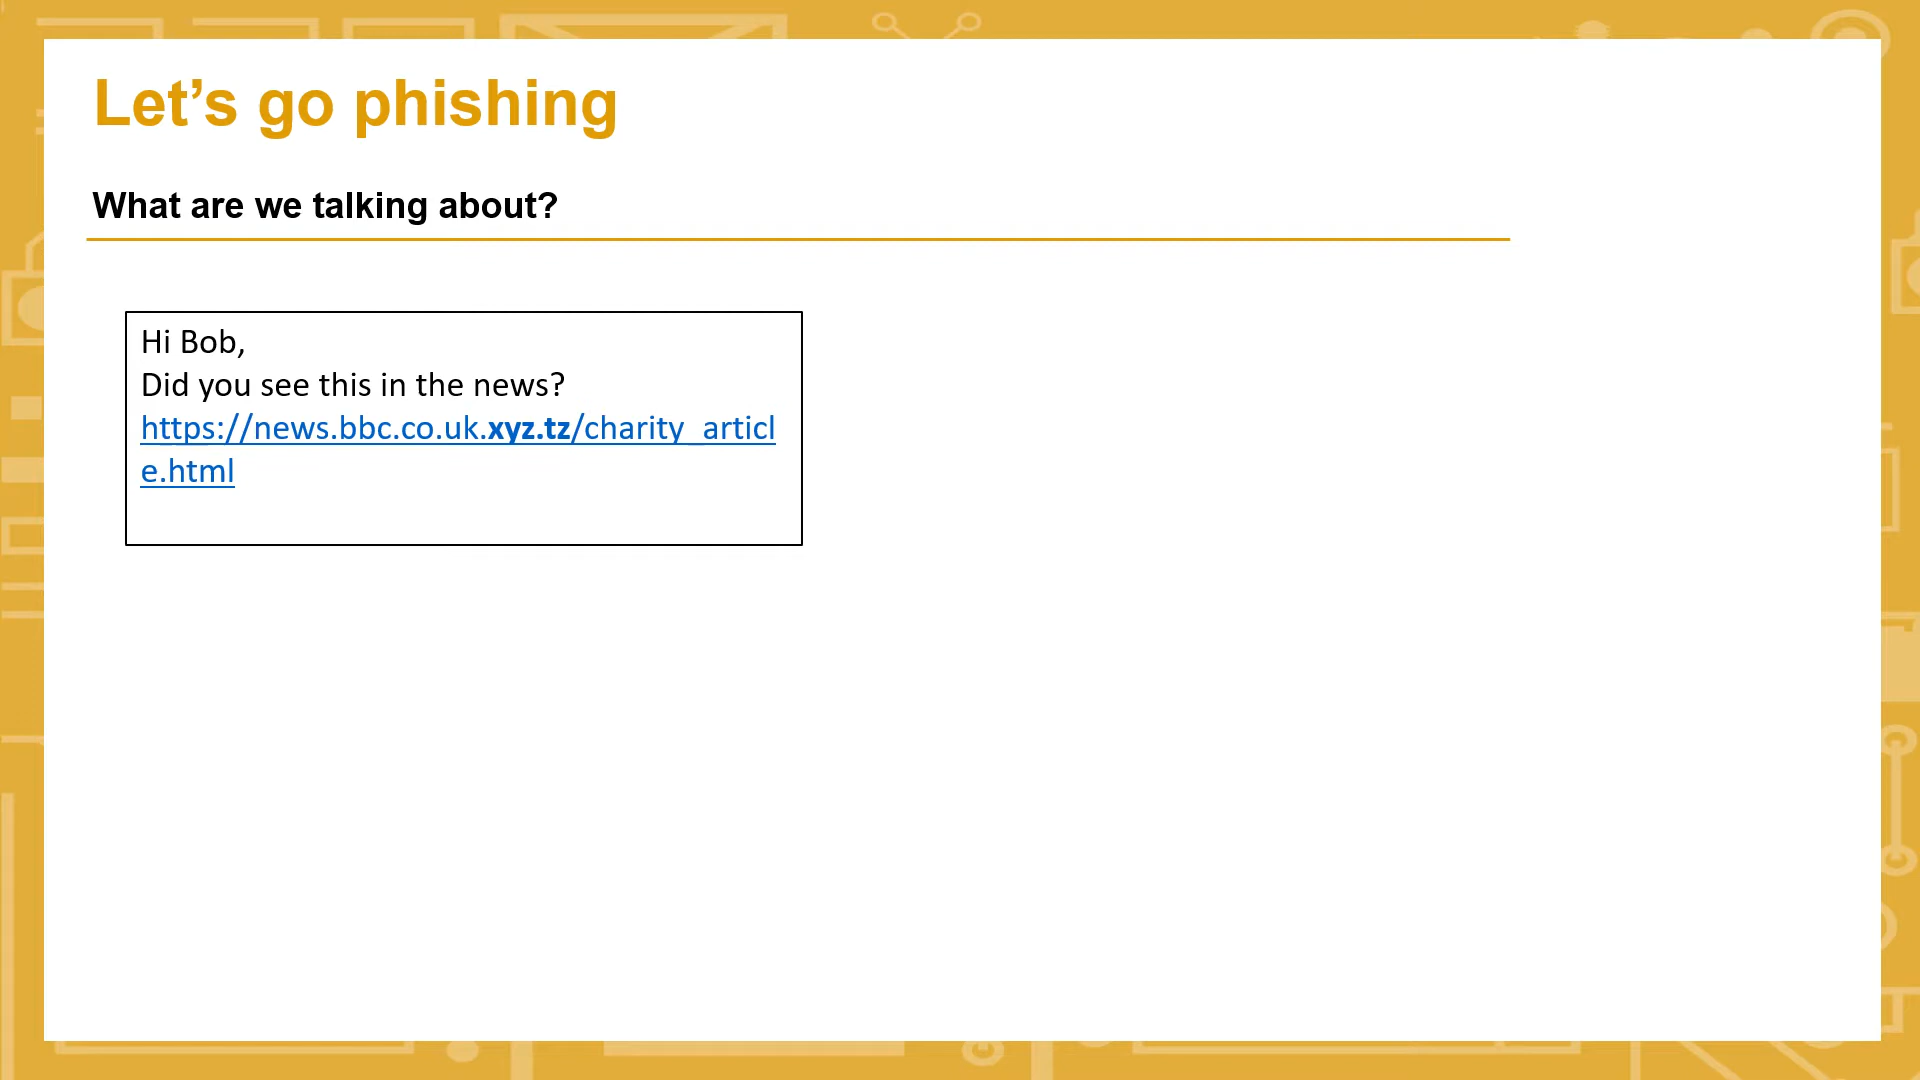 Let’s go phishing
What are we talking about?
Hi Bob,
Did you see this in the news?
https://news.bbc.co.uk.xyz.tz/charity_articl
e.html